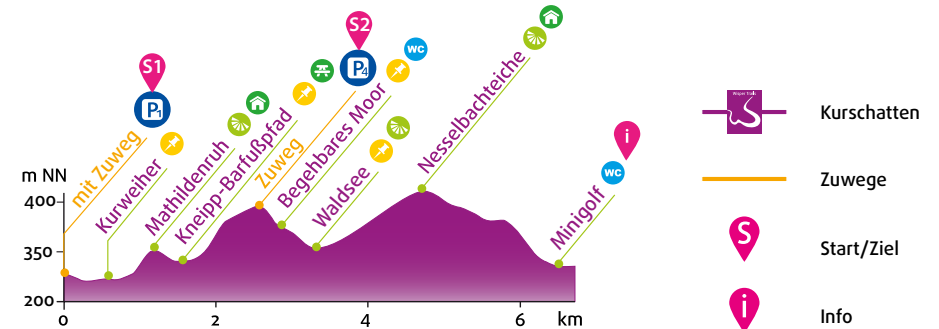 S1
P1
S2
P4
WC
WC
i
mit Zuweg
Kurweiher
Mathildenruh
Kneipp-Barfußpfad
Zuweg
Begehbares Moor
Waldsee
Nesselbachteiche
Minigolf
m NN
400
350
200
0
2
4
6
km
Kurschatten
Zuwege
S
Start/Ziel
i
Info